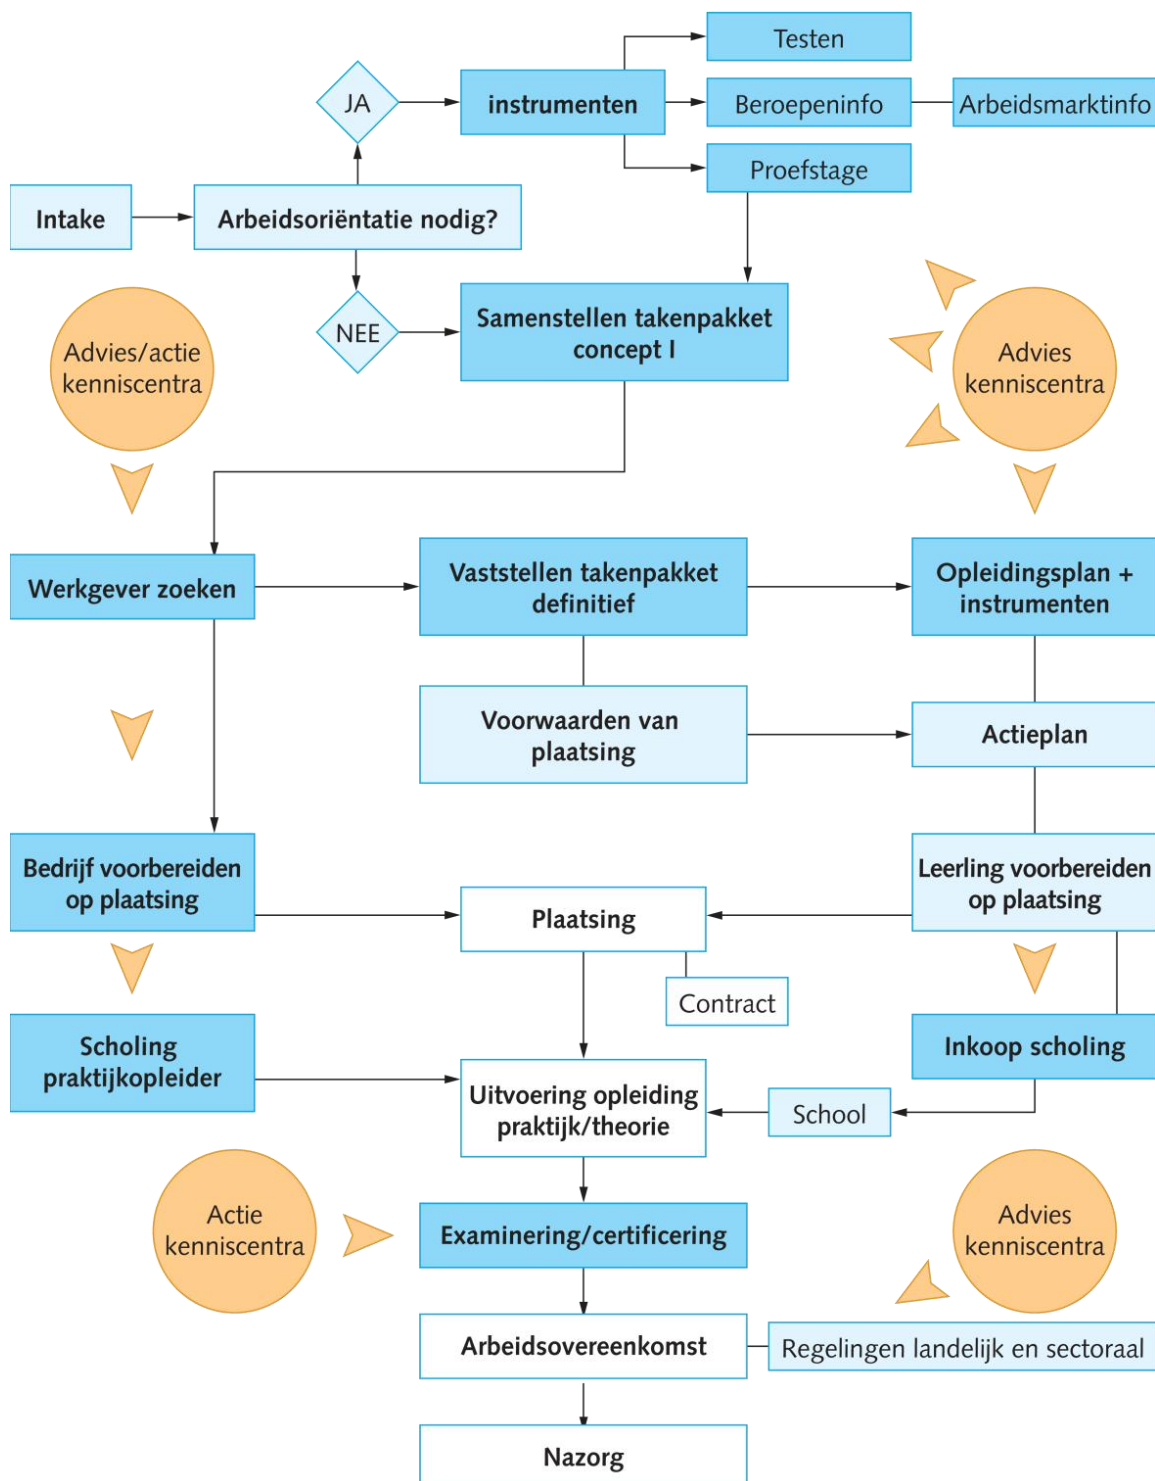 Testen
JA
instrumenten
Beroepeninfo
Arbeidsmarktinfo
Proefstage
Intake
Arbeidsoriëntatie nodig?
NEE
Samenstellen takenpakket
concept I
Advies/actie
kenniscentra
Advies
kenniscentra
Werkgever zoeken
Vaststellen takenpakket
definitief
Opleidingsplan +
instrumenten
Voorwaarden van
plaatsing
Actieplan
Bedrijf voorbereiden
op plaatsing
Leerling voorbereiden
op plaatsing
Plaatsing
Contract
Scholing
praktijkopleider
Inkoop scholing
Uitvoering opleiding
praktijk/theorie
School
Actie
kenniscentra
Examinering/certificering
Advies
kenniscentra
Arbeidsovereenkomst
Regelingen landelijk en sectoraal
Nazorg